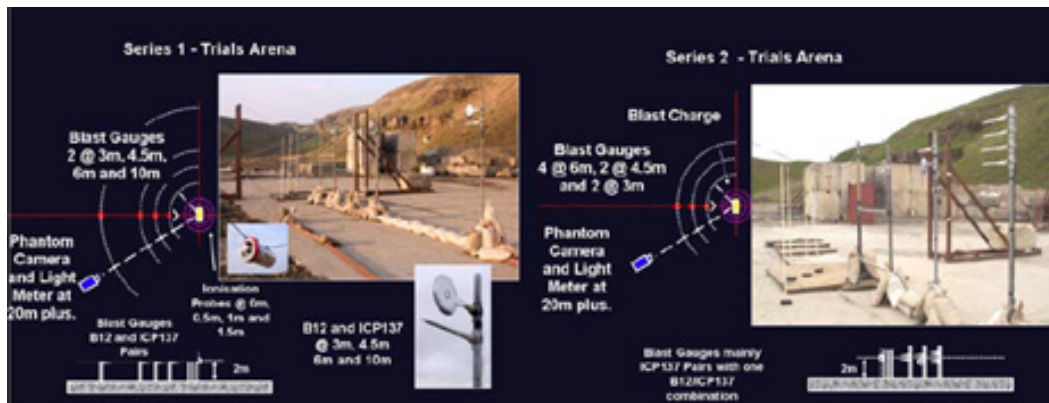 Series 1 - Trials Arena
Blast Gauges
2 @ 3m, 4.5m,
6m and 10m
Phantom
Camera
and Light
Meter at
20m plus.
Ionisation
Probes @ 0m,
0.5m, 1m and
1.5m
Blast Gauges
B12 and ICP137
Pairs
2m
B12 and ICP137
@ 3m, 4.5m
6m and 10m
Series 2 - Trials Arena
Blast Charge
Blast Gauges
4 @ 6m, 2 @ 4.5m
and 2 @ 3m
Phantom
Camera
and Light
Meter at
20m plus.
Blast Gauges mainly
ICP137 Pairs with one
B12/ICP137
combination
2m